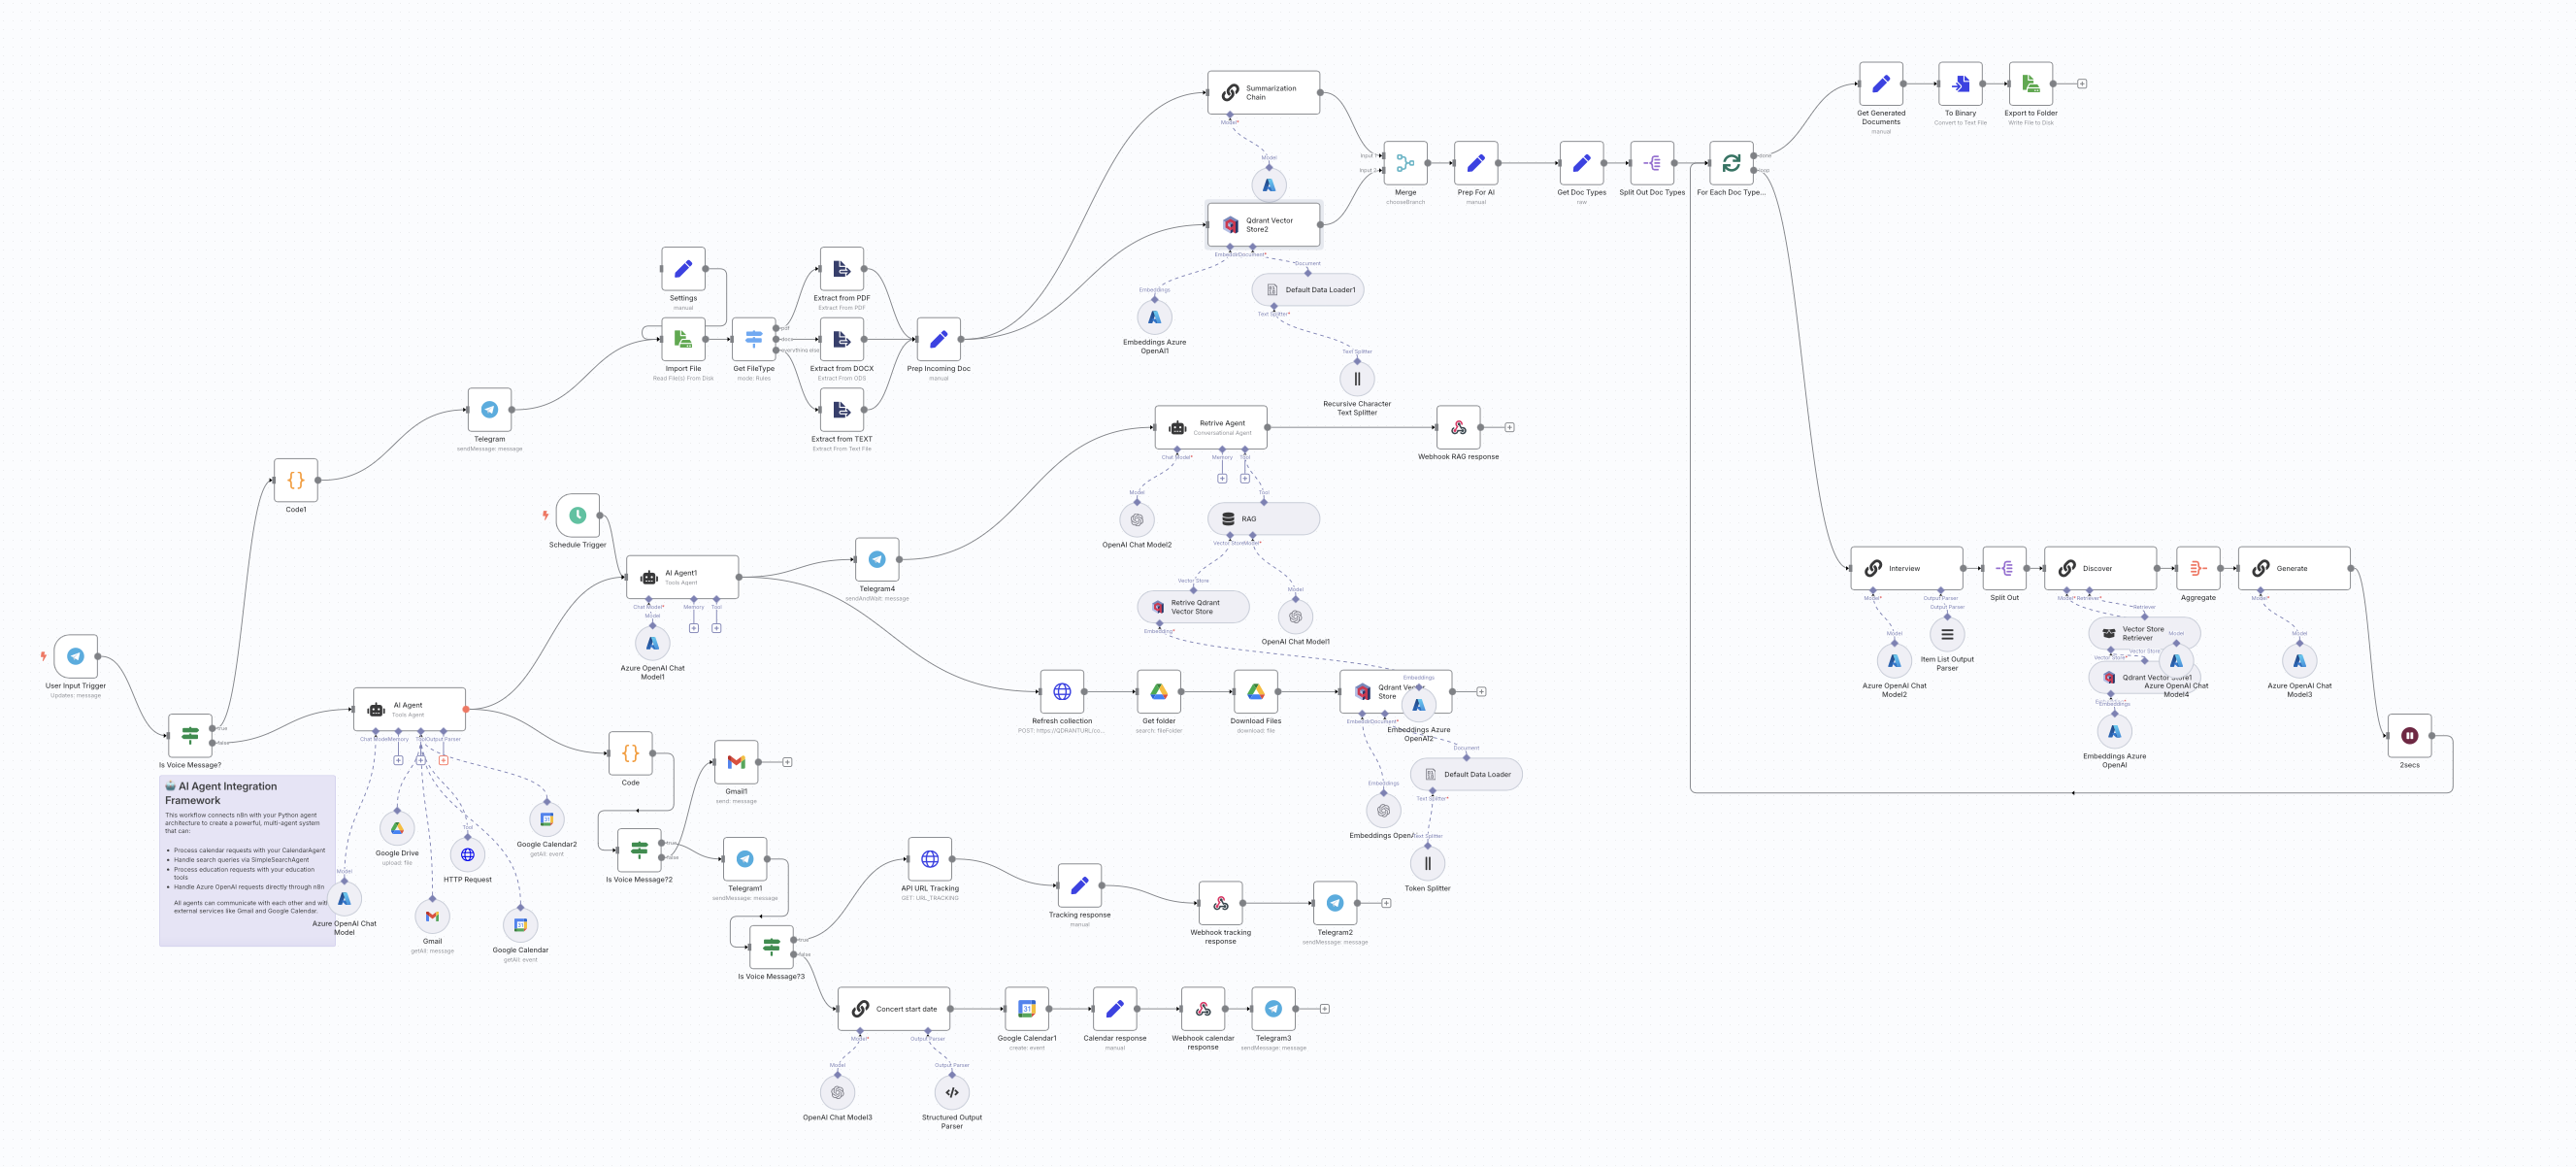 Get Generated
Documents
manual
To Binary
Convert to Text File
Export to Folder
Write File to Disk
Summarization
Chain
Model*
Model
Input 1
Input 2
Merge
chooseBranch
Prep For AI
manual
Get Doc Types
raw
Split Out Doc Types
For Each Doc Type...
done
loop
Qdrant Vector
Store2
Document*
Embeddings
Embeddings Azure
OpenAI1
Document
Default Data Loader1
Text Splitter*
Text Splitter
Recursive Character
Text Splitter
Settings
manual
Import File
Read File(s) From Disk
Get FileType
mode: Rules
pdf
docx
everything else
Extract from PDF
Extract From PDF
Extract from DOCX
Extract From ODS
Extract from TEXT
Extract From Text File
Prep Incoming Doc
manual
Telegram
sendMessage: message
Code1
Retrive Agent
Conversational Agent
Chat Model*
Memory
Tool
Webhook RAG response
Model
OpenAI Chat Model2
Tool
RAG
Vector Store
Model*
Vector Store
Retrive Qdrant
Vector Store
Embedding*
Model
OpenAI Chat Model1
Schedule Trigger
AI Agent1
Tools Agent
Chat Model*
Memory
Tool
Model
Azure OpenAI Chat
Model1
Telegram4
sendAndWait: message
User Input Trigger
Updates: message
Is Voice Message?
true
false
AI Agent
Tools Agent
Chat Model
Memory
Tool
Output Parser
AI Agent Integration
Framework
This workflow connects n8n with your Python agent
architecture to create a powerful, multi-agent system
that can:
• Process calendar requests with your CalendarAgent
• Handle search queries via SimpleSearchAgent
• Process education requests with your education
tools
• Handle Azure OpenAI requests directly through n8n
All agents can communicate with each other and with
external services like Gmail and Google Calendar.
Model
Azure OpenAI Chat
Model
Google Drive
upload: file
Gmail
getAll: message
Tool
HTTP Request
Google Calendar
getAll: event
Google Calendar2
getAll: event
Code
Is Voice Message?2
true
false
Gmail1
send: message
Telegram1
sendMessage: message
Is Voice Message?3
true
false
Refresh collection
POST: https://QDRANTURL/co...
Get folder
search: fileFolder
Download Files
download: file
Qdrant Vector
Store
Document*
Embeddings
Embeddings Azure
OpenAI2
Document
Default Data Loader
Text Splitter*
Embeddings
Embeddings OpenAI
Text Splitter
Token Splitter
API URL Tracking
GET: URL_TRACKING
Tracking response
manual
Webhook tracking
response
Telegram2
sendMessage: message
Concert start date
Model*
Output Parser
Model
OpenAI Chat Model3
Output Parser
Structured Output
Parser
Google Calendar1
create: event
Calendar response
manual
Webhook calendar
response
Telegram3
sendMessage: message
Interview
Model*
Output Parser
Model
Azure OpenAI Chat
Model2
Output Parser
Item List Output
Parser
Split Out
Discover
Model*
Retriever*
Retriever
Vector Store
Retriever
Vector Store*
Vector Store
Qdrant Vector Store1
Model
Azure OpenAI Chat
Model4
Embeddings
Embeddings Azure
OpenAI
Aggregate
Generate
Model*
Model
Azure OpenAI Chat
Model3
2secs